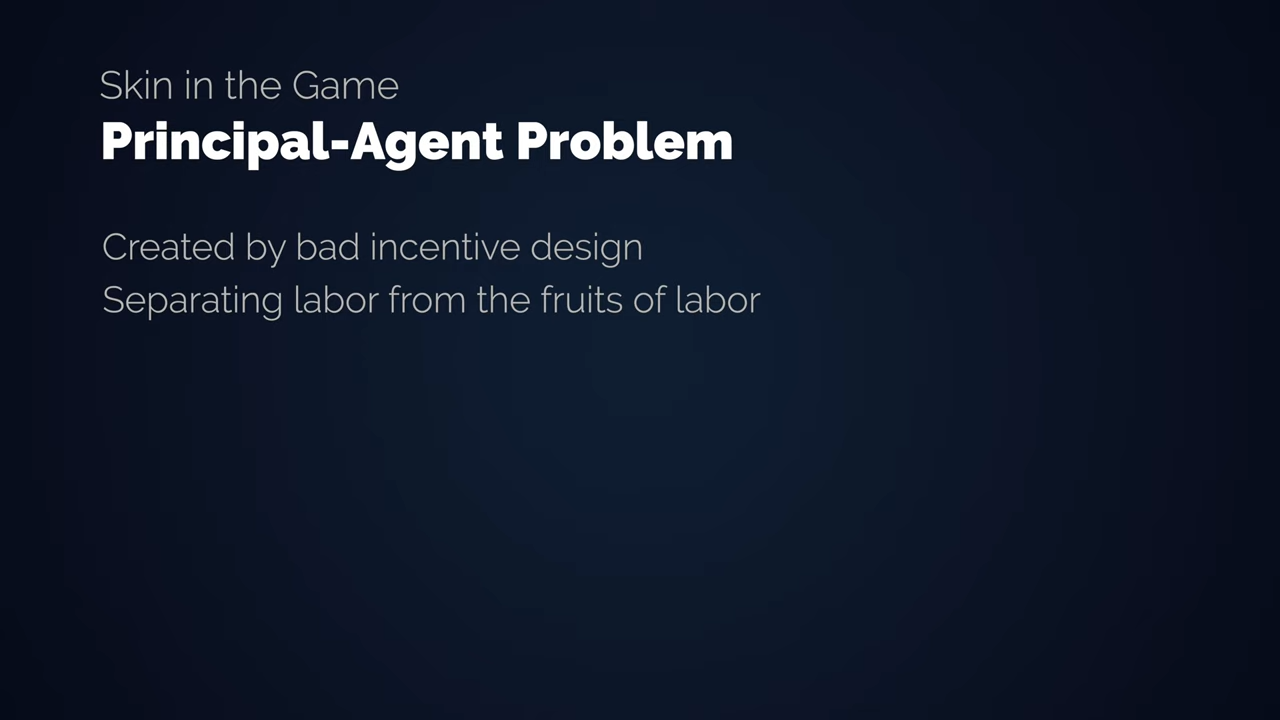 Skin in the Game
Principal-Agent Problem
Created by bad incentive design
Separating labor from the fruits of labor